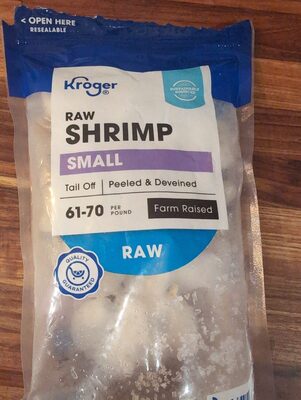 < OPEN HERE
RESEALABLE
Kroger®
SUSTAINABLE
RAW
SHRIMP
SMALL
Tail Off | Peeled & Deveined
61-70 PER POUND Farm Raised
RAW
QUALITY
GUARANTEED